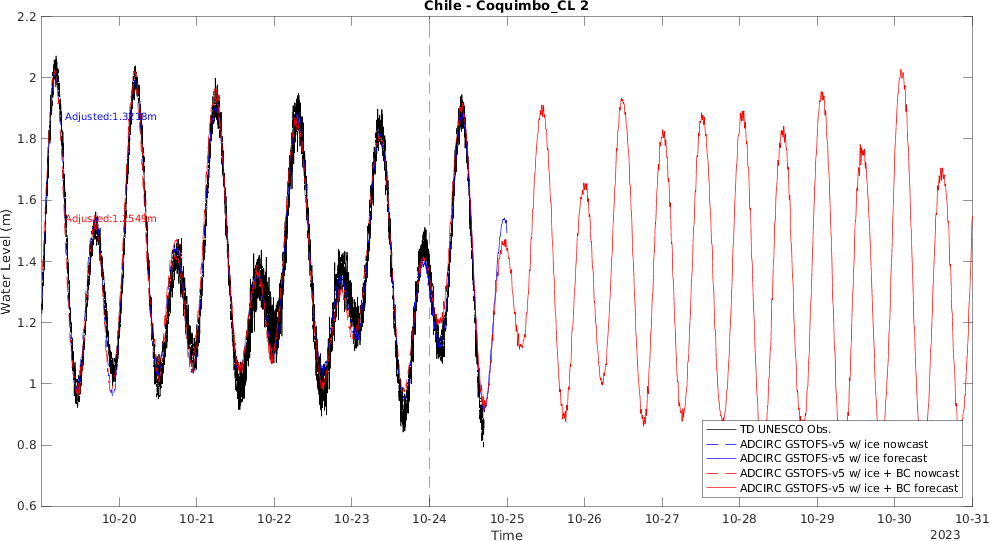 Chile - Coquimbo_CL 2
2.2
2
1.8
1.6
1.4
1.2
1
0.8
0.6
Water Level (m)
Adjusted:1.3218m
Adjusted:1.2549m
TD UNESCO Obs.
ADCIRC GSTOFS-v5 w/ ice nowcast
ADCIRC GSTOFS-v5 w/ ice forecast
ADCIRC GSTOFS-v5 w/ ice + BC nowcast
ADCIRC GSTOFS-v5 w/ ice + BC forecast
10-20 10-21 10-22 10-23 10-24 10-25 10-26 10-27 10-28 10-29 10-30 10-31
Time
2023